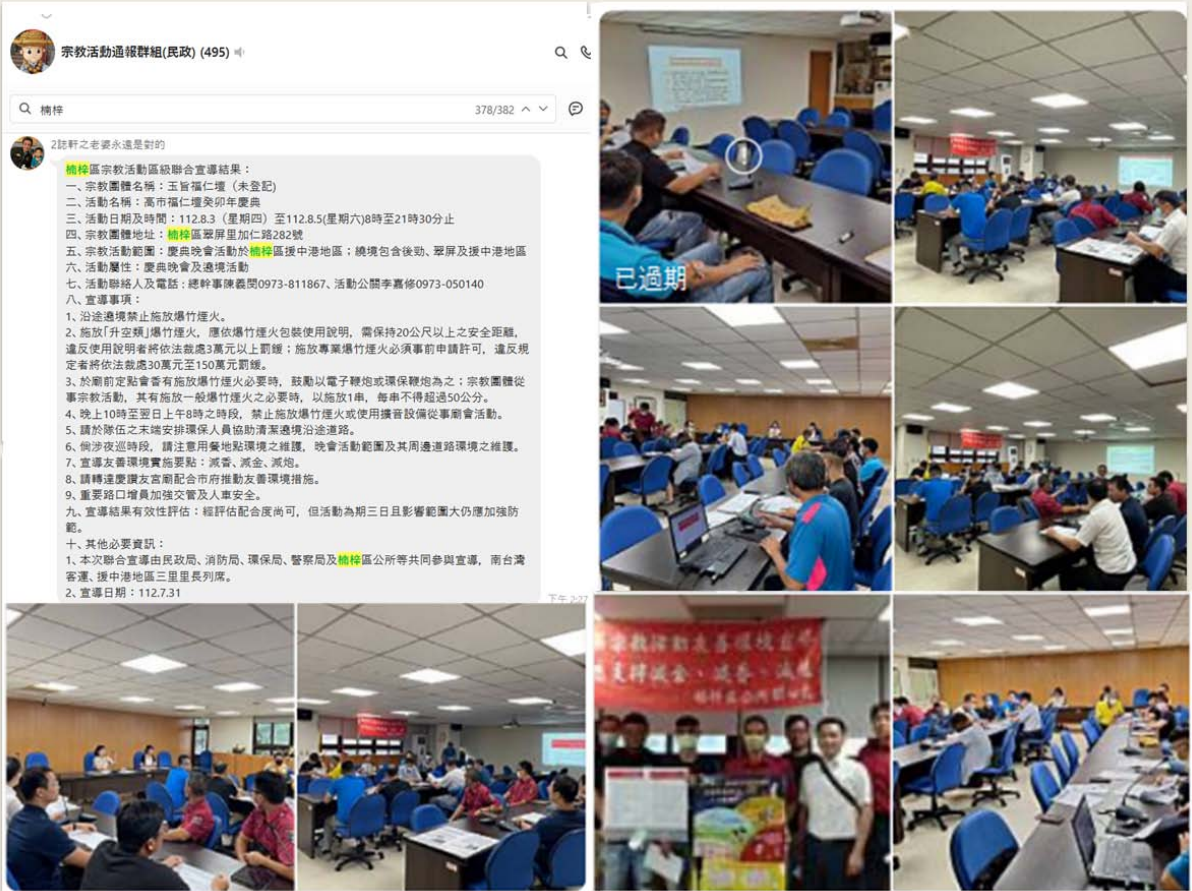 宗教活動通報群組(民政) (495)
楠梓
378/382
2誌軒之老婆永遠是對的
楠梓區宗教活動區級聯合宣導結果：
一、宗教團體名稱：玉旨福仁壇（未登記）
二、活動名稱：高市福仁壇癸卯年慶典
三、活動日期及時間：112.8.3（星期四）至112.8.5(星期六)8時至21時30分止
四、宗教團體地址：楠梓區翠屏里加仁路282號
五、宗教活動範圍：慶典晚會活動於楠梓區援中港地區；繞境包含後勁、翠屏及援中港地區
六、活動屬性：慶典晚會及遶境活動
七、活動聯絡人及電話：總幹事陳義閔0973-811867、活動公關李嘉修0973-050140
八、宣導事項：
1、沿途遶境禁止施放爆竹煙火。
2、施放「升空類」爆竹煙火，應依爆竹煙火包裝使用說明，需保持20公尺以上之安全距離，
違反使用說明者將依法裁處3萬元以上罰鍰；施放專業爆竹煙火必須事前申請許可，違反規
定者將依法裁處30萬元至150萬元罰鍰。
3、於廟前定點會香有施放爆竹煙火必要時，鼓勵以電子鞭炮或環保鞭炮為之；宗教團體從
事宗教活動，其有施放一般爆竹煙火之必要時，以施放1串，每串不得超過50公分。
4、晚上10時至翌日上午8時之時段，禁止施放爆竹煙火或使用擴音設備從事廟會活動。
5、請於隊伍之末端安排環保人員協助清潔遶境沿途道路。
6、倘涉夜巡時段，請注意用餐地點環境之維護，晚會活動範圍及其周邊道路環境之維護。
7、宣導友善環境實施要點：減香、減金、減炮。
8、請轉達慶讚友宮廟配合市府推動友善環境措施。
9、重要路口增員加強交管及人車安全。
九、宣導結果有效性評估：經評估配合度尚可，但活動為期三日且影響範圍大仍應加強防
範。
十、其他必要資訊：
1、本次聯合宣導由民政局、消防局、環保局、警察局及楠梓區公所等共同參與宣導，南台灣
客運、援中港地區三里里長列席。
2、宣導日期：112.7.31
下午 2:27
已過期
宗教活動友善環境宣導
支持減金、減香、減炮